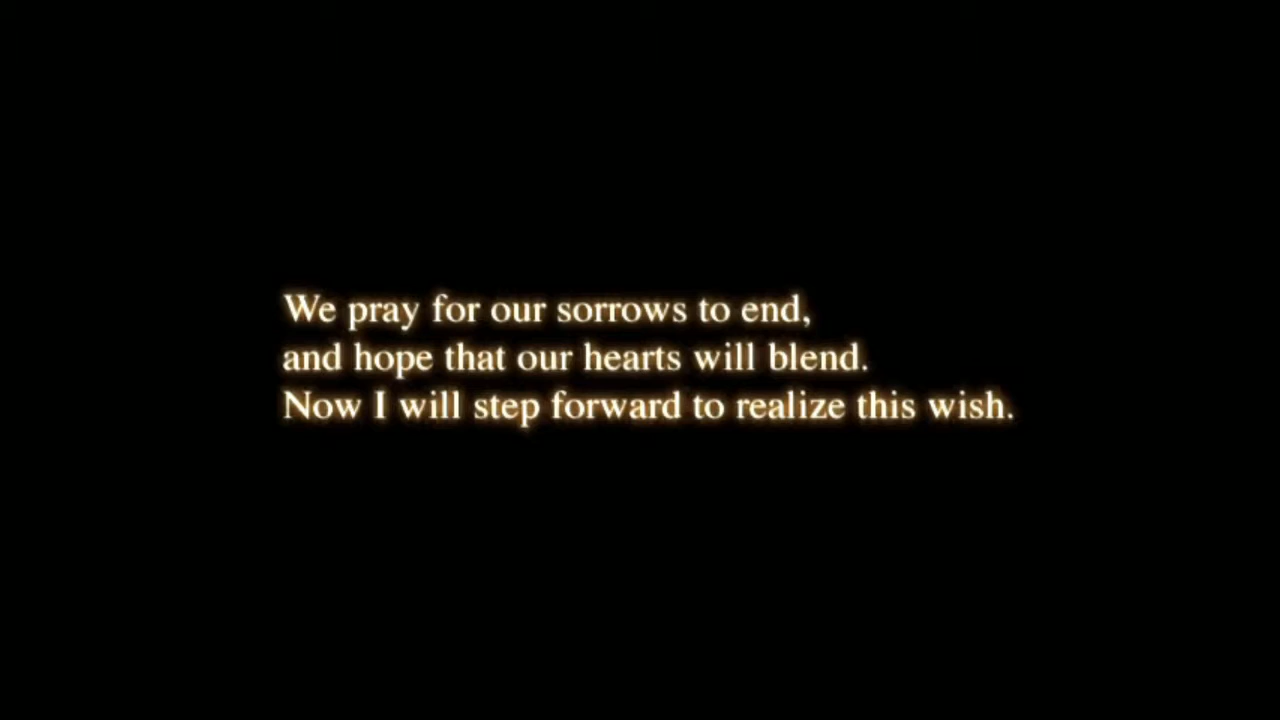 We pray for our sorrows to end,
and hope that our hearts will blend.
Now I will step forward to realize this wish.